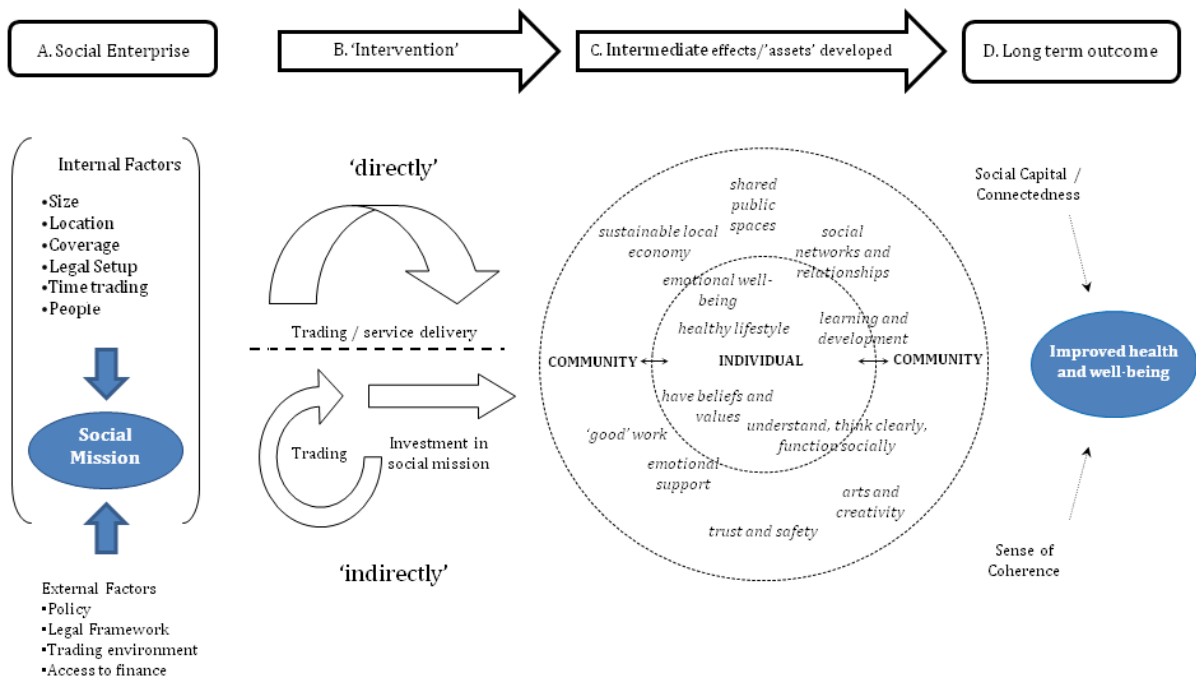 A. Social Enterprise
B. ‘Intervention’
C. Intermediate effects/’assets’ developed
D. Long term outcome
Internal Factors
•Size
•Location
•Coverage
•Legal Setup
•Time trading
•People
Social
Mission
External Factors
▪Policy
▪Legal Framework
▪Trading environment
▪Access to finance
‘directly’
Trading / service delivery
Trading
Investment in
social mission
‘indirectly’
shared
public
spaces
sustainable local
economy
social
networks and
relationships
emotional well-
being
healthy lifestyle
learning and
development
COMMUNITY
INDIVIDUAL
COMMUNITY
have beliefs and
values
‘good’ work
understand, think clearly,
function socially
emotional
support
arts and
creativity
trust and safety
Social Capital /
Connectedness
Improved health
and well-being
Sense of
Coherence